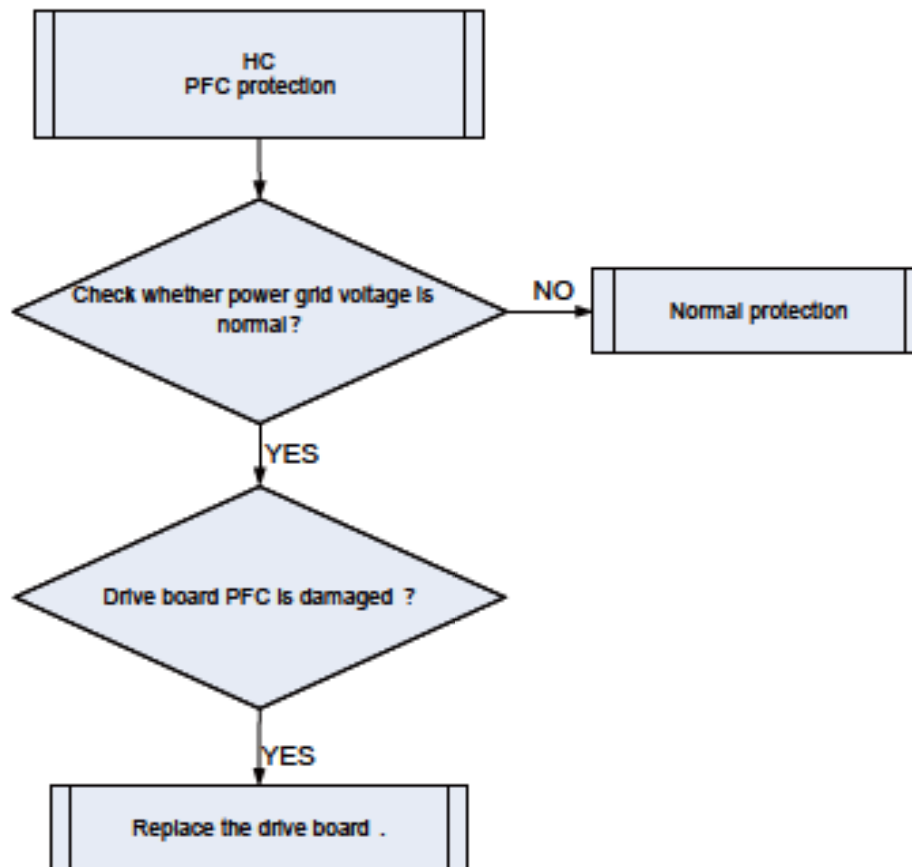 HC
PFC protection
Check whether power grid voltage is
normal?
NO
Normal protection
YES
Drive board PFC is damaged ?
YES
Replace the drive board .